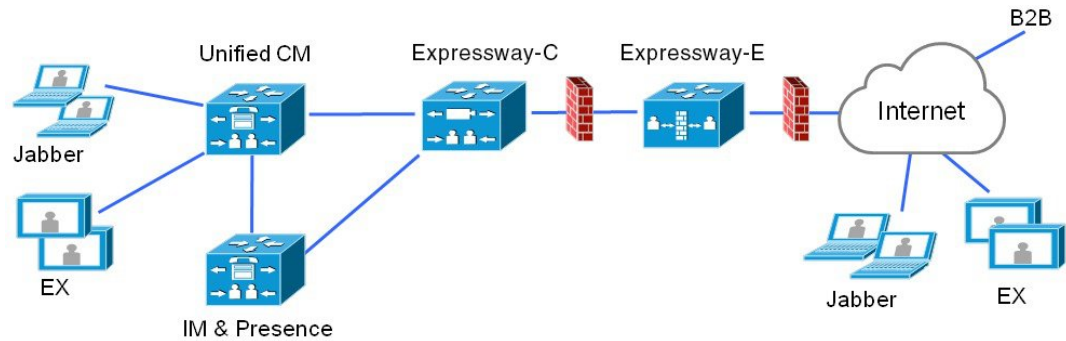 B2B
Unified CM
Expressway-C
Expressway-E
Internet
Jabber
EX
IM & Presence
Jabber
EX